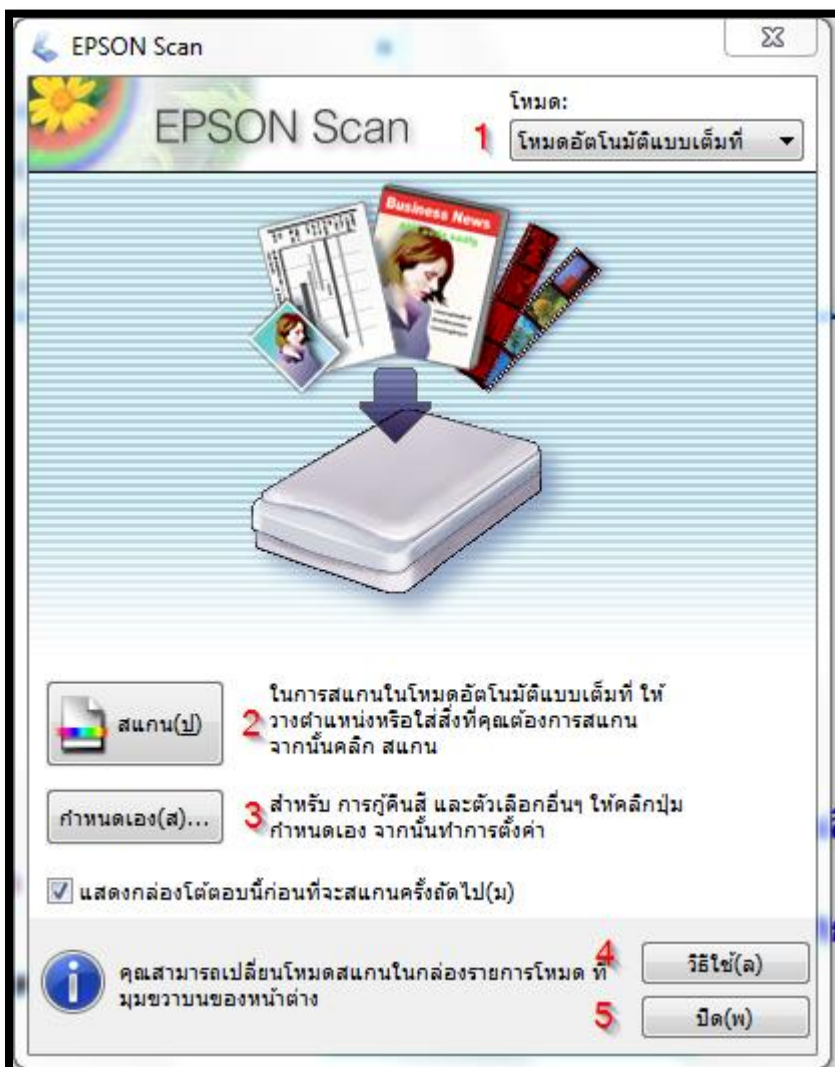 EPSON Scan
EPSON Scan
โหมด:
1 โหมดอัตโนมัติแบบเต็มที่
Business News
สแกน(ป)
2 ในการสแกนในโหมดอัตโนมัติแบบเต็มที่ ให้
วางตำแหน่งหรือใส่สิ่งที่คุณต้องการสแกน
จากนั้นคลิก สแกน
กำหนดเอง(ส)...
3 สำหรับ การกู้คืนสี และตัวเลือกอื่นๆ ให้คลิกปุ่ม
กำหนดเอง จากนั้นทำการตั้งค่า
แสดงกล่องโต้ตอบนี้ก่อนที่จะสแกนครั้งถัดไป(ม)
คุณสามารถเปลี่ยนโหมดสแกนในกล่องรายการโหมด ที่
มุมขวาบนของหน้าต่าง
4 วิธีใช้(ล)
5 ปิด(พ)